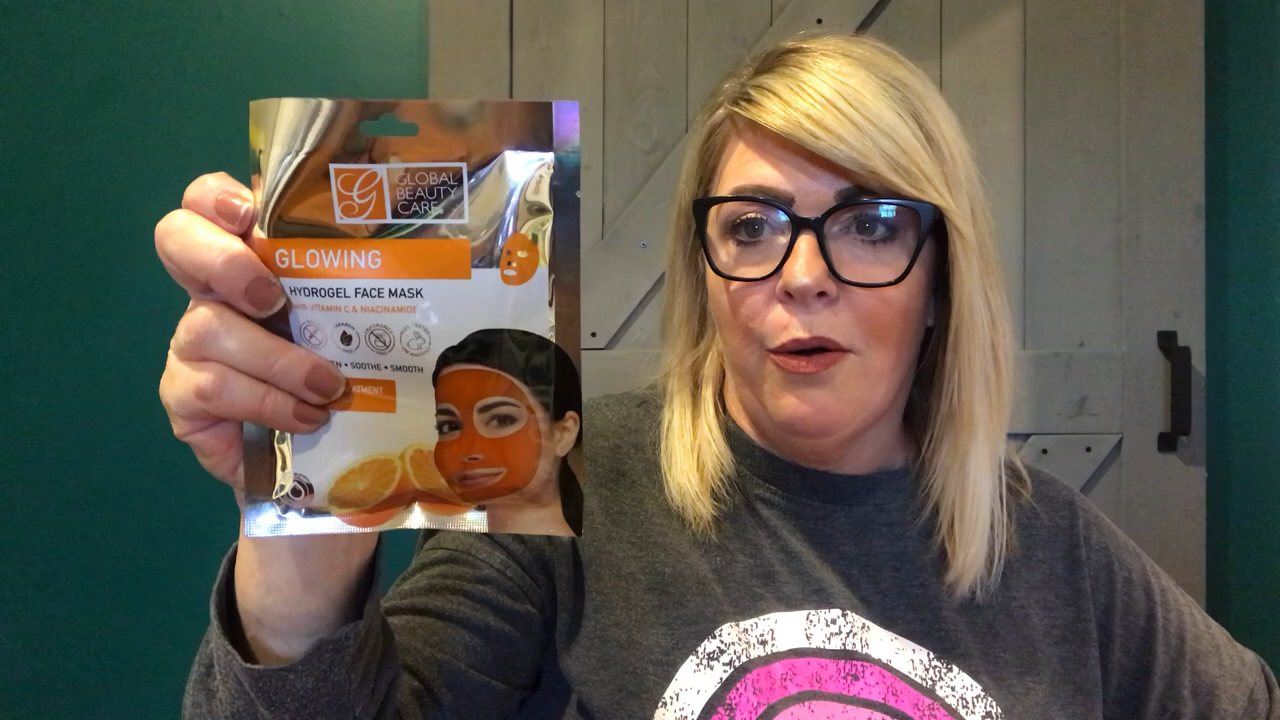 GLOBAL
BEAUTY
CARE
GLOWING
HYDROGEL FACE MASK
VITAMIN C & NIACINAMIDE
• SOOTHE • SMOOTH